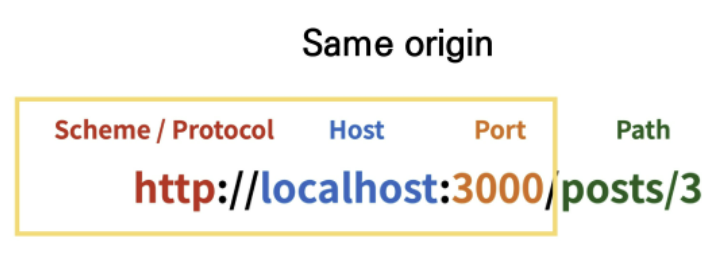 Same origin
Scheme / Protocol Host Port Path
http://localhost:3000/posts/3